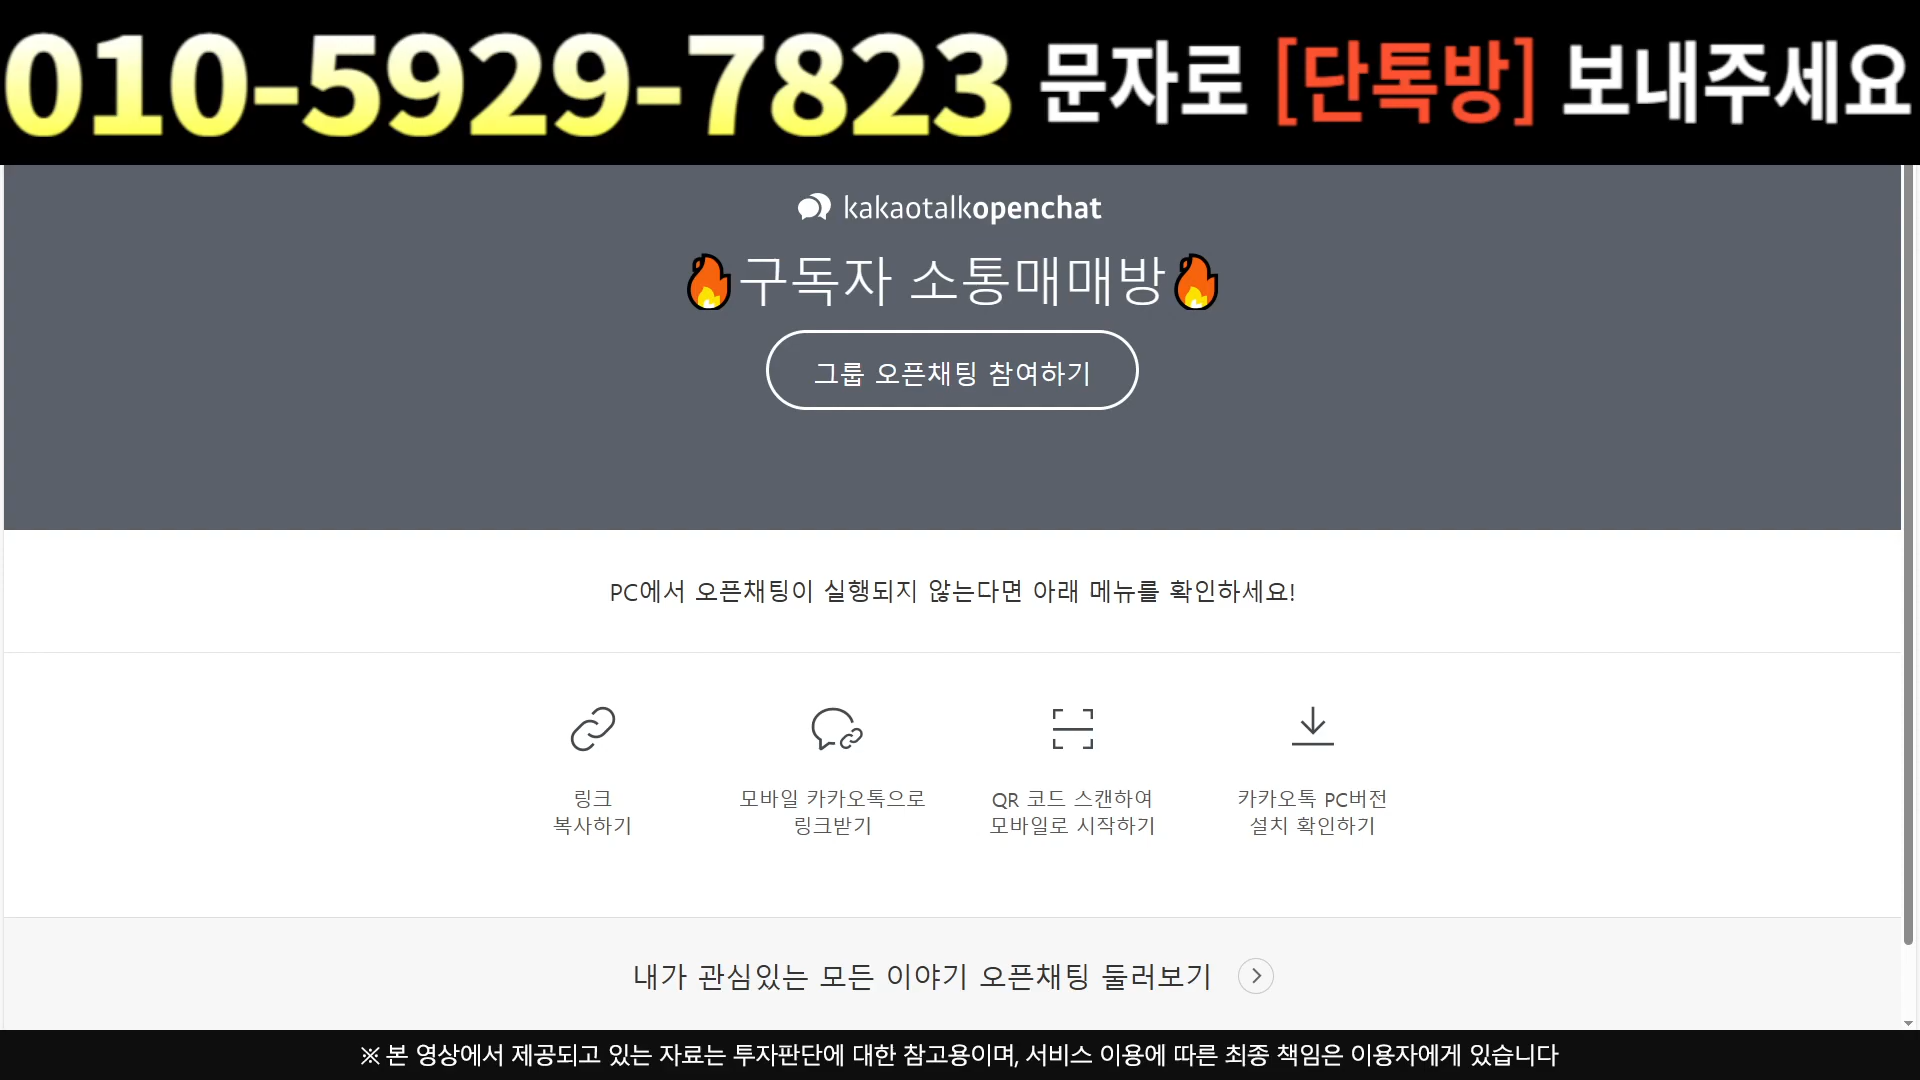 010-5929-7823 문자로 [단톡방] 보내주세요
kakaotalkopenchat
🔥구독자 소통매매방🔥
그룹 오픈채팅 참여하기
PC에서 오픈채팅이 실행되지 않는다면 아래 메뉴를 확인하세요!
링크
복사하기
모바일 카카오톡으로
링크받기
QR 코드 스캔하여
모바일로 시작하기
카카오톡 PC버전
설치 확인하기
내가 관심있는 모든 이야기 오픈채팅 둘러보기
※ 본 영상에서 제공되고 있는 자료는 투자판단에 대한 참고용이며, 서비스 이용에 따른 최종 책임은 이용자에게 있습니다